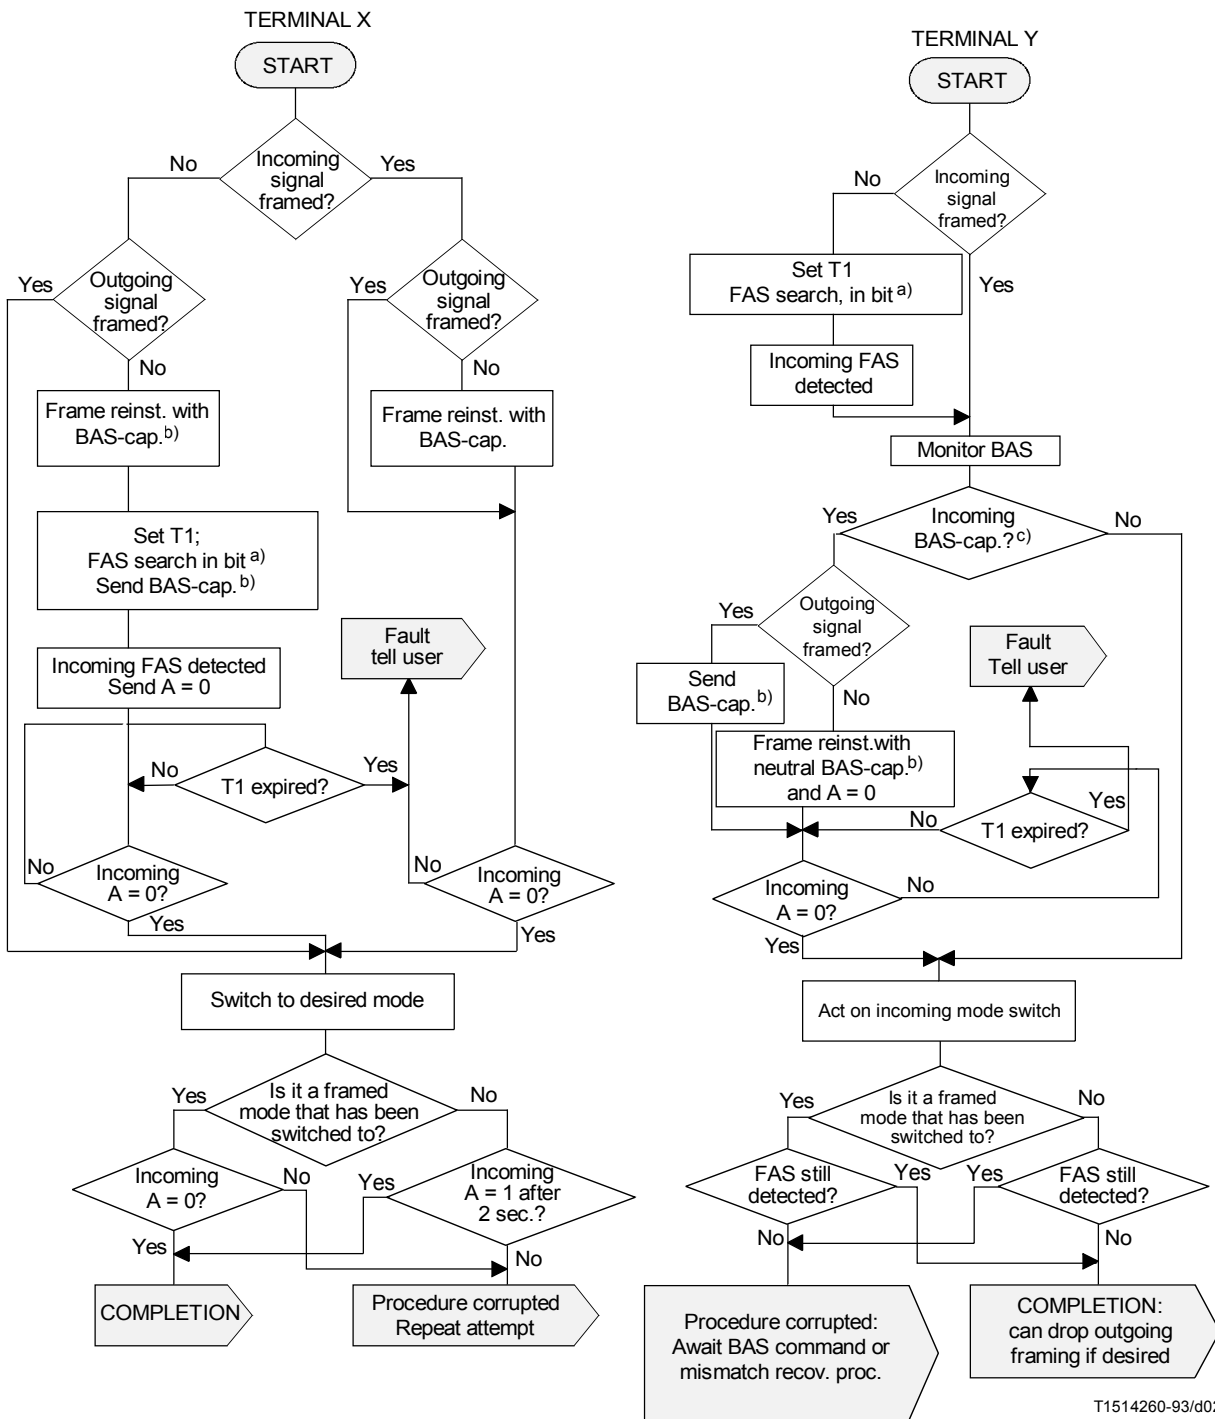 TERMINAL X
START
Incoming
signal
framed?
No
Yes
Outgoing
signal
framed?
Yes
No
Outgoing
signal
framed?
Yes
No
Frame reinst. with
BAS-cap.b)
Frame reinst. with
BAS-cap.
Set T1;
FAS search in bit a)
Send BAS-cap.b)
Incoming FAS detected
Send A = 0
Fault
tell user
No
T1 expired?
Yes
No
Incoming
A = 0?
Yes
No
Incoming
A = 0?
Yes
Switch to desired mode
Yes
Is it a framed
mode that has been
switched to?
No
Incoming
A = 0?
No
Yes
Yes
Incoming
A = 1 after
2 sec.?
No
COMPLETION
Procedure corrupted
Repeat attempt
TERMINAL Y
START
No
Incoming
signal
framed?
Yes
Set T1
FAS search, in bit a)
Incoming FAS
detected
Monitor BAS
Yes
Incoming
BAS-cap.?c)
No
Yes
Outgoing
signal
framed?
No
Send
BAS-cap.b)
Fault
Tell user
Frame reinst.with
neutral BAS-cap.b)
and A = 0
No
T1 expired?
Yes
Incoming
A = 0?
No
Yes
Act on incoming mode switch
Yes
Is it a framed
mode that has been
switched to?
No
FAS still
detected?
Yes
No
Yes
FAS still
detected?
No
Procedure corrupted:
Await BAS command or
mismatch recov. proc.
COMPLETION:
can drop outgoing
framing if desired
T1514260-93/d02